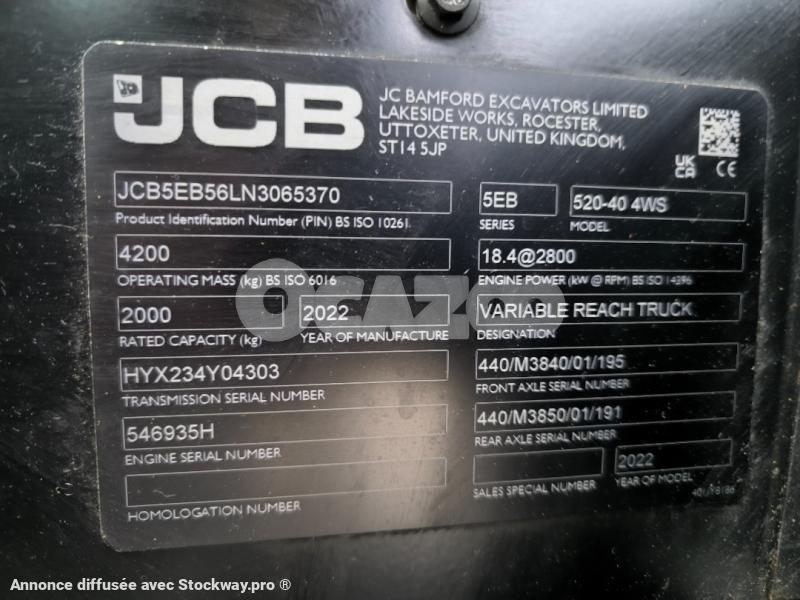 JCB
JC BAMFORD EXCAVATORS LIMITED
LAKESIDE WORKS, ROCESTER,
UTTOXETER, UNITED KINGDOM,
ST14 5JP
UK
CA CE
JCB5EB56LN3065370
Product Identification Number (PIN) BS ISO 10261
5EB
SERIES
520-40 4WS
MODEL
4200
OPERATING MASS (kg) BS ISO 6016
18.4@2800
ENGINE POWER (kW @ RPM) BS ISO 14396
2000
RATED CAPACITY (kg)
2022
YEAR OF MANUFACTURE
VARIABLE REACH TRUCK
DESIGNATION
HYX234Y04303
TRANSMISSION SERIAL NUMBER
440/M3840/01/195
FRONT AXLE SERIAL NUMBER
546935H
ENGINE SERIAL NUMBER
440/M3850/01/191
REAR AXLE SERIAL NUMBER
HOMOLOGATION NUMBER
SALES SPECIAL NUMBER
2022
YEAR OF MODEL
OCAZOO
Annonce diffusée avec Stockway.pro ®